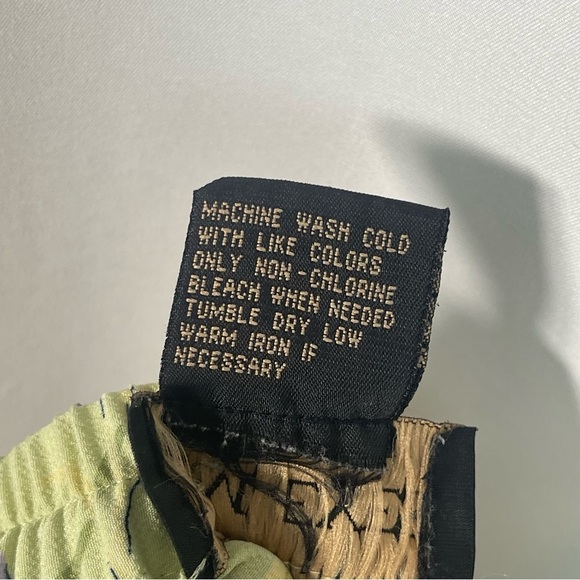 MACHINE WASH COLD
WITH LIKE COLORS
ONLY NON-CHLORINE
BLEACH WHEN NEEDED
TUMBLE DRY LOW
WARM IRON IF
NECESSARY